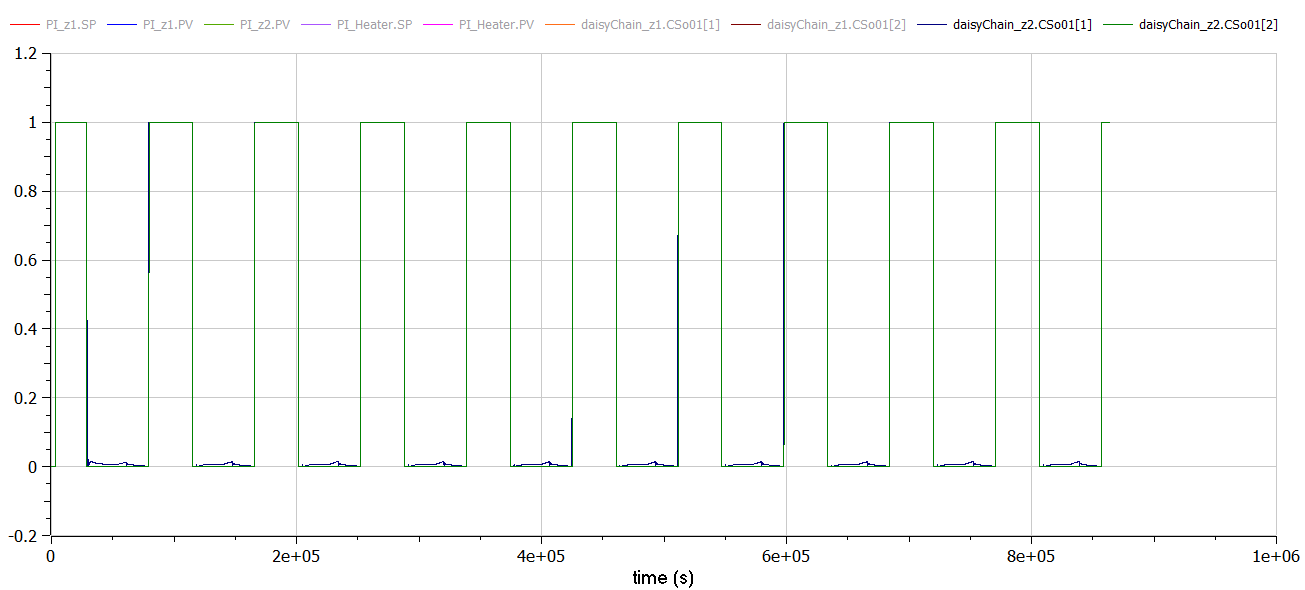 PI_z1.SP PI_z1.PV PI_z2.PV PI_Heater.SP PI_Heater.PV daisyChain_z1.CSo01[1] daisyChain_z1.CSo01[2] daisyChain_z2.CSo01[1] daisyChain_z2.CSo01[2]
1.2
1
0.8
0.6
0.4
0.2
0
-0.2
0 2e+05 4e+05 6e+05 8e+05 1e+06
time (s)